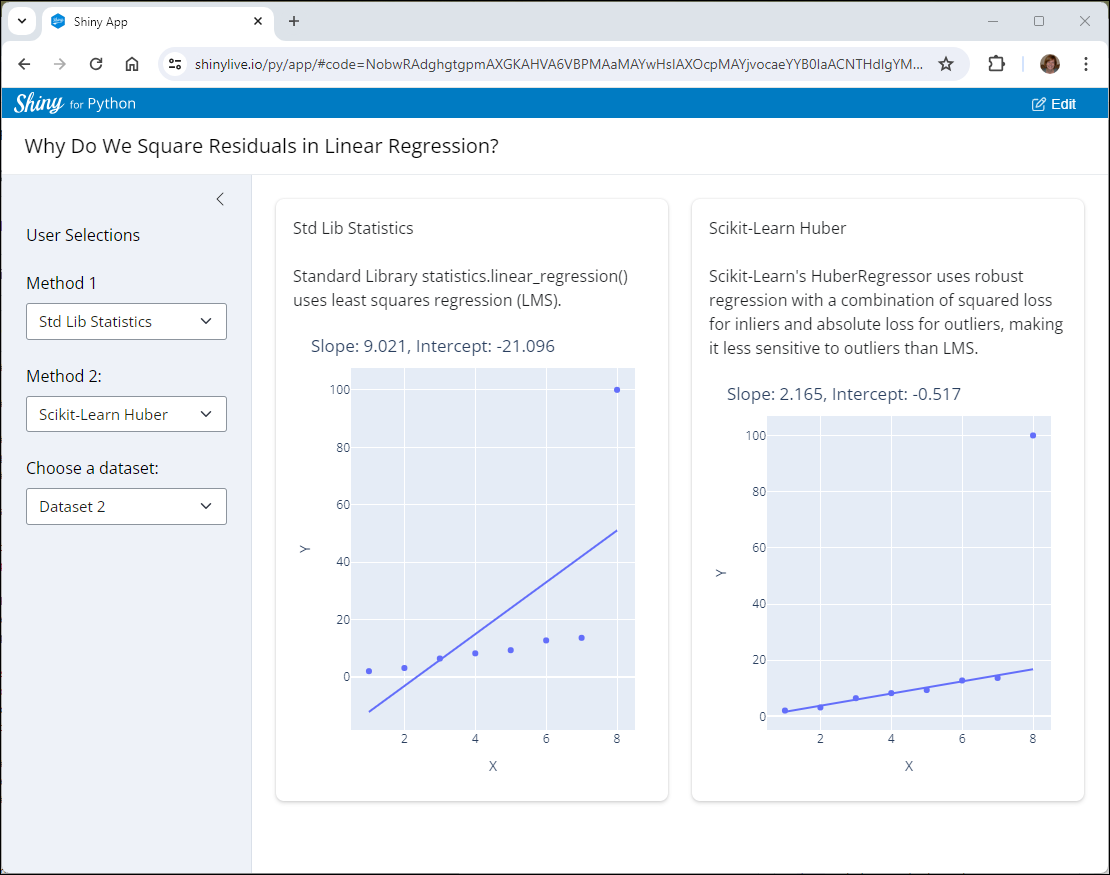 Shiny App
shinylive.io/py/app/#code=NobwRAdghgtgpmAXGKAHVA6VBPMAaMAYwHsIAXOcpMAYjvocaeYYB0IaACNTHdIgYM...
Shiny for Python
Edit
Why Do We Square Residuals in Linear Regression?
User Selections
Method 1
Std Lib Statistics
Method 2:
Scikit-Learn Huber
Choose a dataset:
Dataset 2
Std Lib Statistics
Standard Library statistics.linear_regression()
uses least squares regression (LMS).
Slope: 9.021, Intercept: -21.096
100
80
60
40
20
0
Y
2
4
6
8
X
Scikit-Learn Huber
Scikit-Learn's HuberRegressor uses robust
regression with a combination of squared loss
for inliers and absolute loss for outliers, making
it less sensitive to outliers than LMS.
Slope: 2.165, Intercept: -0.517
100
80
60
40
20
0
Y
2
4
6
8
X